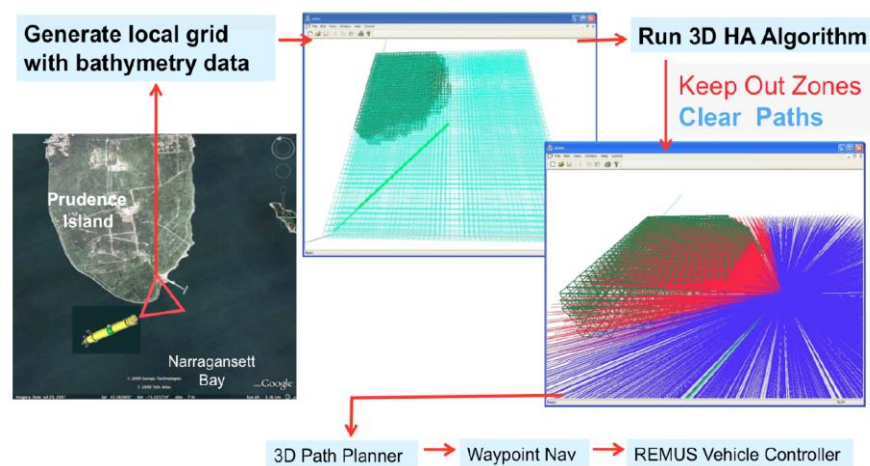 Generate local grid
with bathymetry data
Run 3D HA Algorithm
Keep Out Zones
Clear Paths
Prudence
Island
Narragansett
Bay
Google
3D Path Planner
Waypoint Nav
REMUS Vehicle Controller